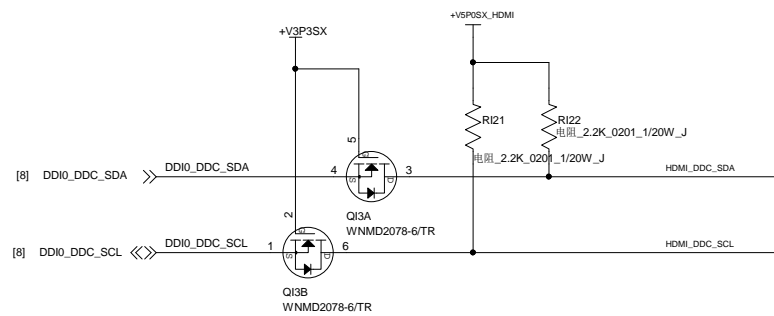 +V5P0SX_HDMI
+V3P3SX
RI21
RI22
电阻_2.2K_0201_1/20W_J
电阻_2.2K_0201_1/20W_J
5
G
[8] DDI0_DDC_SDA
DDI0_DDC_SDA
4
S
D
3
HDMI_DDC_SDA
QI3A
WNMD2078-6/TR
2
G
[8] DDI0_DDC_SCL
DDI0_DDC_SCL
1
S
D
6
HDMI_DDC_SCL
QI3B
WNMD2078-6/TR